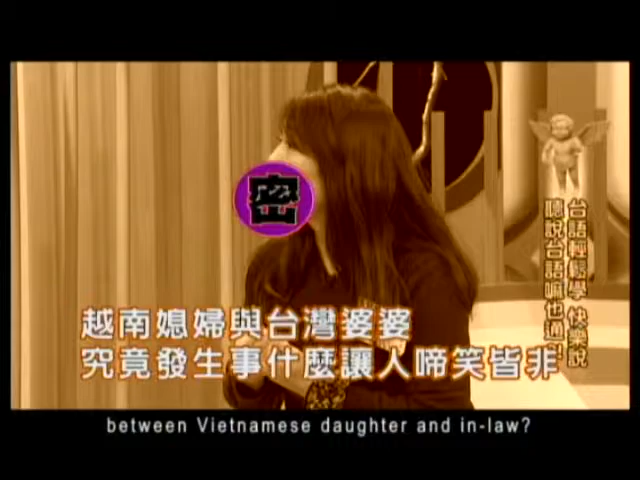 密
台語輕鬆學 快樂說
聽說台語嘛也通
越南媳婦與台灣婆婆
究竟發生事什麼讓人啼笑皆非
between Vietnamese daughter and in-law?